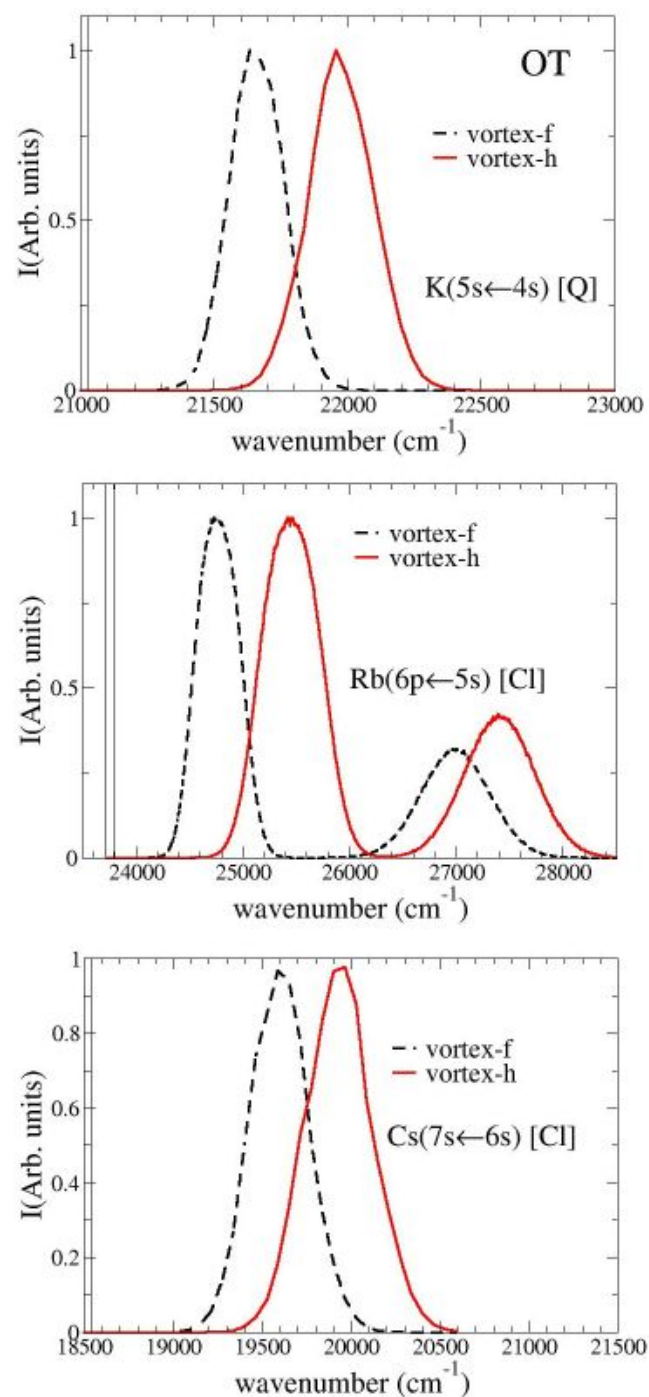 OT
1
0.5
0
I(Arb. units)
vortex-f
vortex-h
K(5s←4s) [Q]
21000 21500 22000 22500 23000
wavenumber (cm⁻¹)
1
0.5
0
I(Arb. units)
vortex-f
vortex-h
Rb(6p←5s) [Cl]
24000 25000 26000 27000 28000
wavenumber (cm⁻¹)
1
0.8
0.6
0.4
0.2
0
I(Arb. units)
vortex-f
vortex-h
Cs(7s←6s) [Cl]
18500 19000 19500 20000 20500 21000 21500
wavenumber (cm⁻¹)